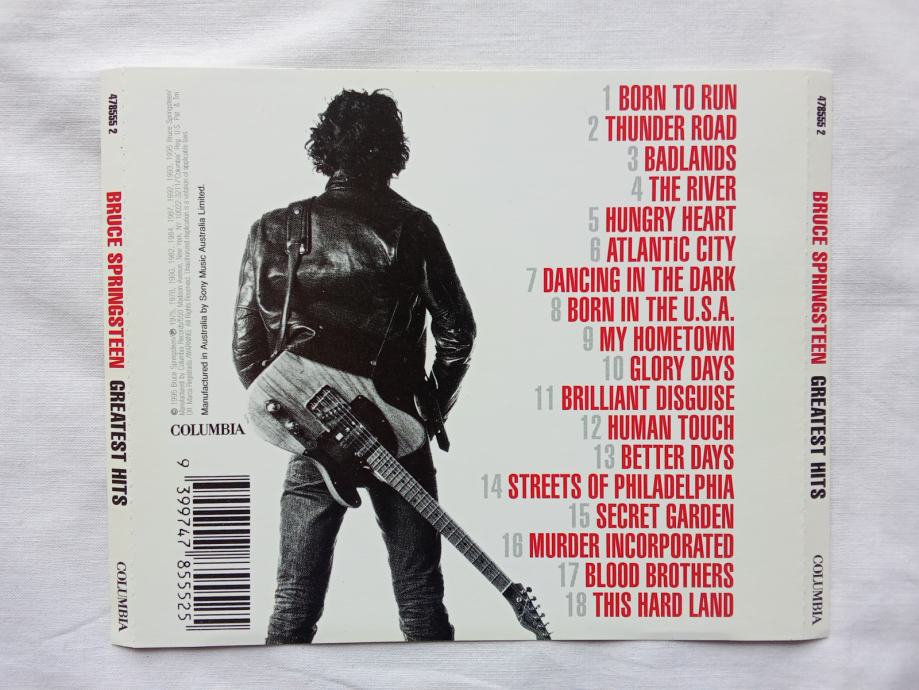 478555 2
BRUCE SPRINGSTEEN GREATEST HITS
COLUMBIA
Manufactured in Australia by Sony Music Australia Limited.
COLUMBIA
9 399747 855525
1 BORN TO RUN
2 THUNDER ROAD
3 BADLANDS
4 THE RIVER
5 HUNGRY HEART
6 ATLANTIC CITY
7 DANCING IN THE DARK
8 BORN IN THE U.S.A.
9 MY HOMETOWN
10 GLORY DAYS
11 BRILLIANT DISGUISE
12 HUMAN TOUCH
13 BETTER DAYS
14 STREETS OF PHILADELPHIA
15 SECRET GARDEN
16 MURDER INCORPORATED
17 BLOOD BROTHERS
18 THIS HARD LAND
478555 2
BRUCE SPRINGSTEEN GREATEST HITS
COLUMBIA